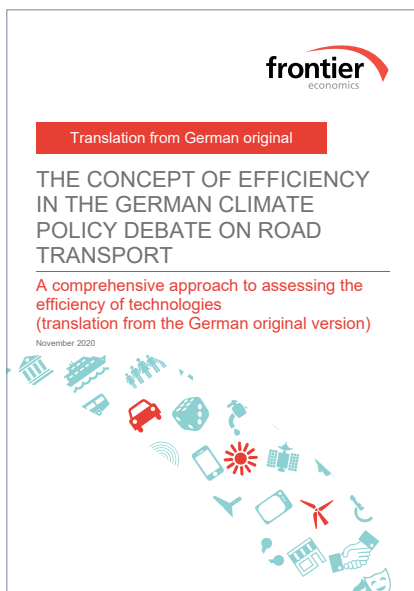 frontier
economics
Translation from German original
THE CONCEPT OF EFFICIENCY
IN THE GERMAN CLIMATE
POLICY DEBATE ON ROAD
TRANSPORT
A comprehensive approach to assessing the
efficiency of technologies
(translation from the German original version)
November 2020